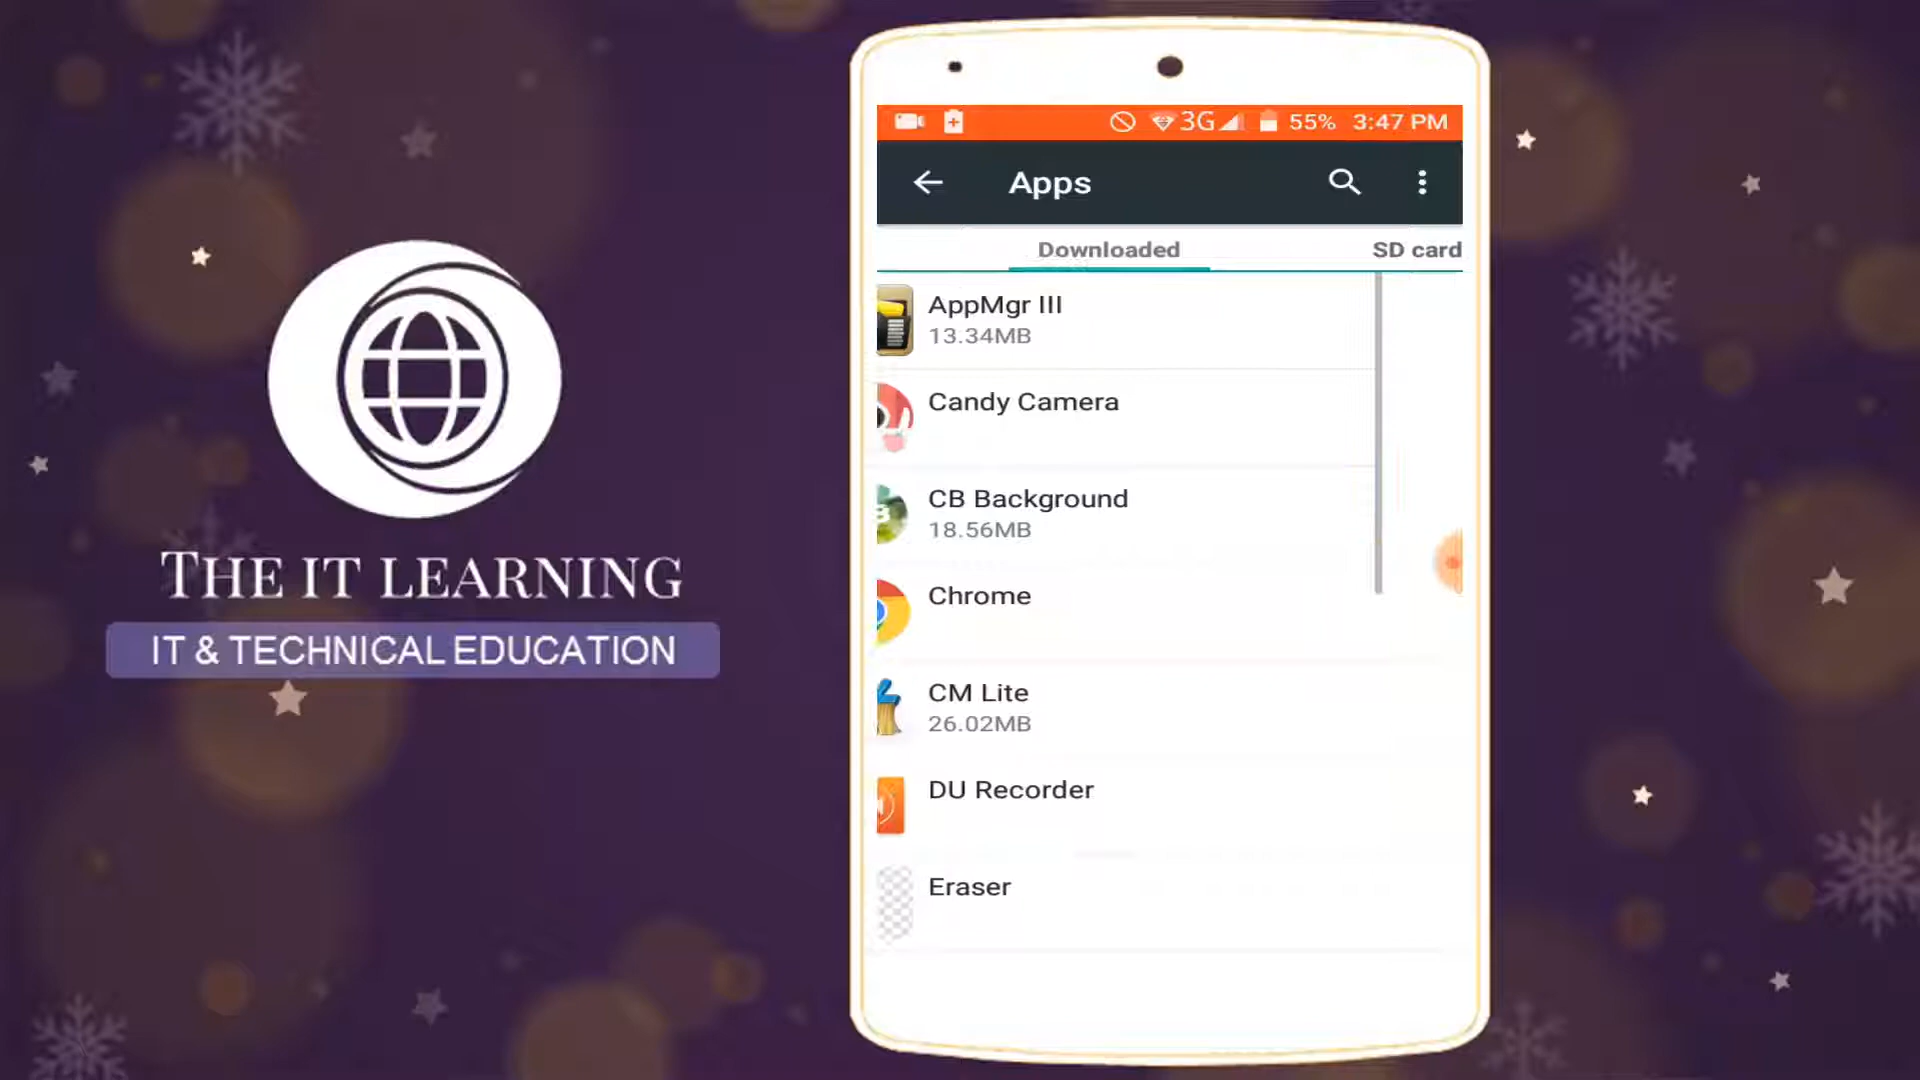 THE IT LEARNING
IT & TECHNICAL EDUCATION
3G 55% 3:47 PM
Apps
Downloaded SD card
AppMgr III
13.34MB
Candy Camera
CB Background
18.56MB
Chrome
CM Lite
26.02MB
DU Recorder
Eraser